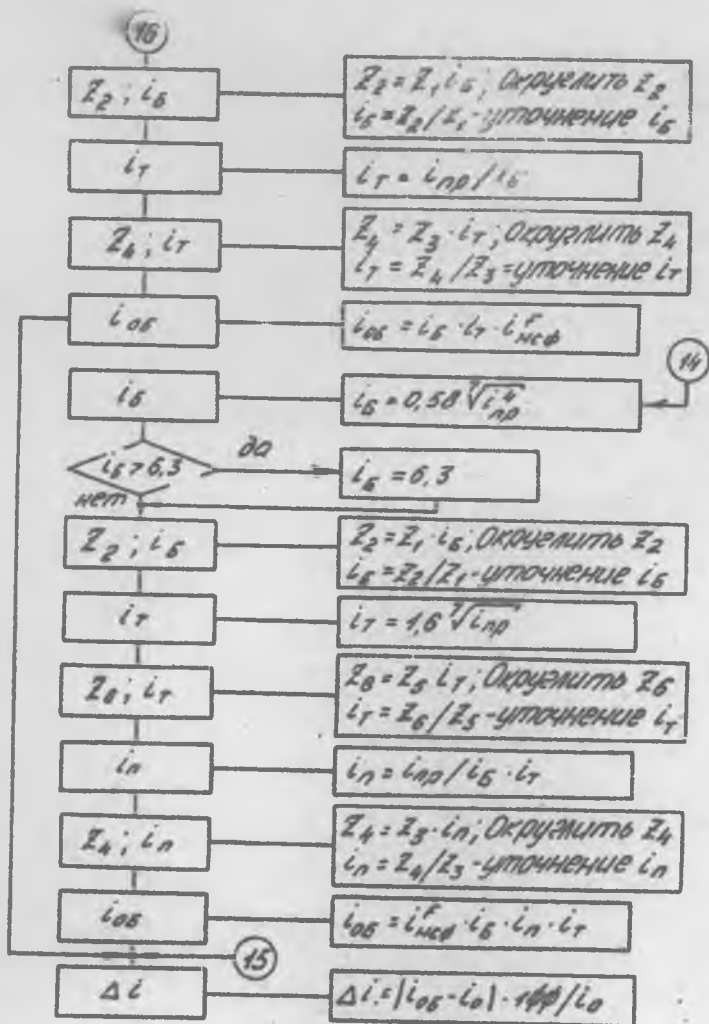 16
Z₂; iБ
Z₂ = Z₁ iБ; Округлить Z₂
iБ = Z₂/Z₁ - уточнение iБ
iТ
iТ = iпр/iБ
Z₄; iТ
Z₄ = Z₃ · iТ; Округлить Z₄
iТ = Z₄/Z₃ = уточнение iТ
iоБ
iоБ = iБ · iТ ·
14
iБ
iБ = 0,58 ⁷√i⁴пр
iБ > 6,3
да
нет
iБ = 6,3
Z₂; iБ
Z₂ = Z₁ · iБ; Округлить Z₂
iБ = Z₂/Z₁ - уточнение iБ
iТ
iТ = 1,6 ⁷√iпр
Z₆; iТ
Z₆ = Z₅ iТ; Округлить Z₆
iТ = Z₆/Z₅ - уточнение iТ
iп
iп = iпр/iБ · iТ
Z₄; iп
Z₄ = Z₃ · iп; Округлить Z₄
iп = Z₄/Z₃ - уточнение iп
iоБ
iоБ = · iБ · iп · iТ
15
Δi
Δi = |iоБ - iо| · 1ϕϕ/iо